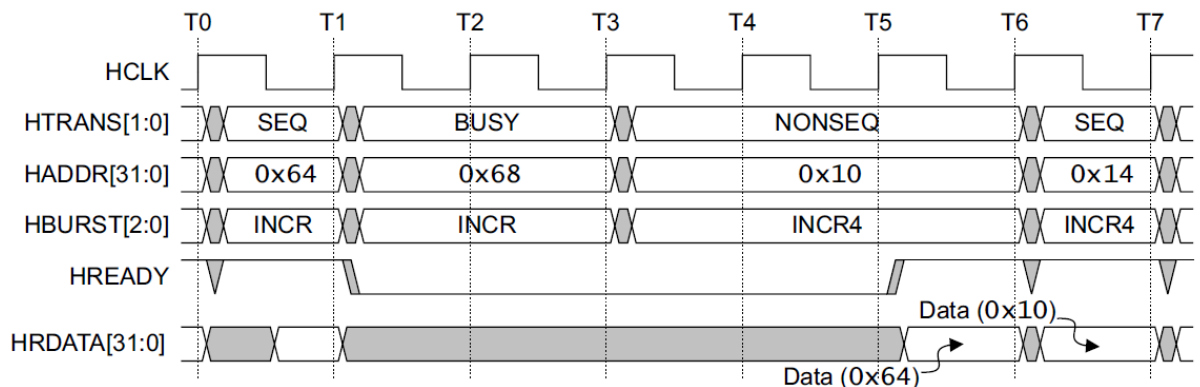 T0 T1 T2 T3 T4 T5 T6 T7
HCLK
HTRANS[1:0] SEQ BUSY NONSEQ SEQ
HADDR[31:0] 0x64 0x68 0x10 0x14
HBURST[2:0] INCR INCR INCR4 INCR4
HREADY
Data (0x10)
HRDATA[31:0]
Data (0x64)